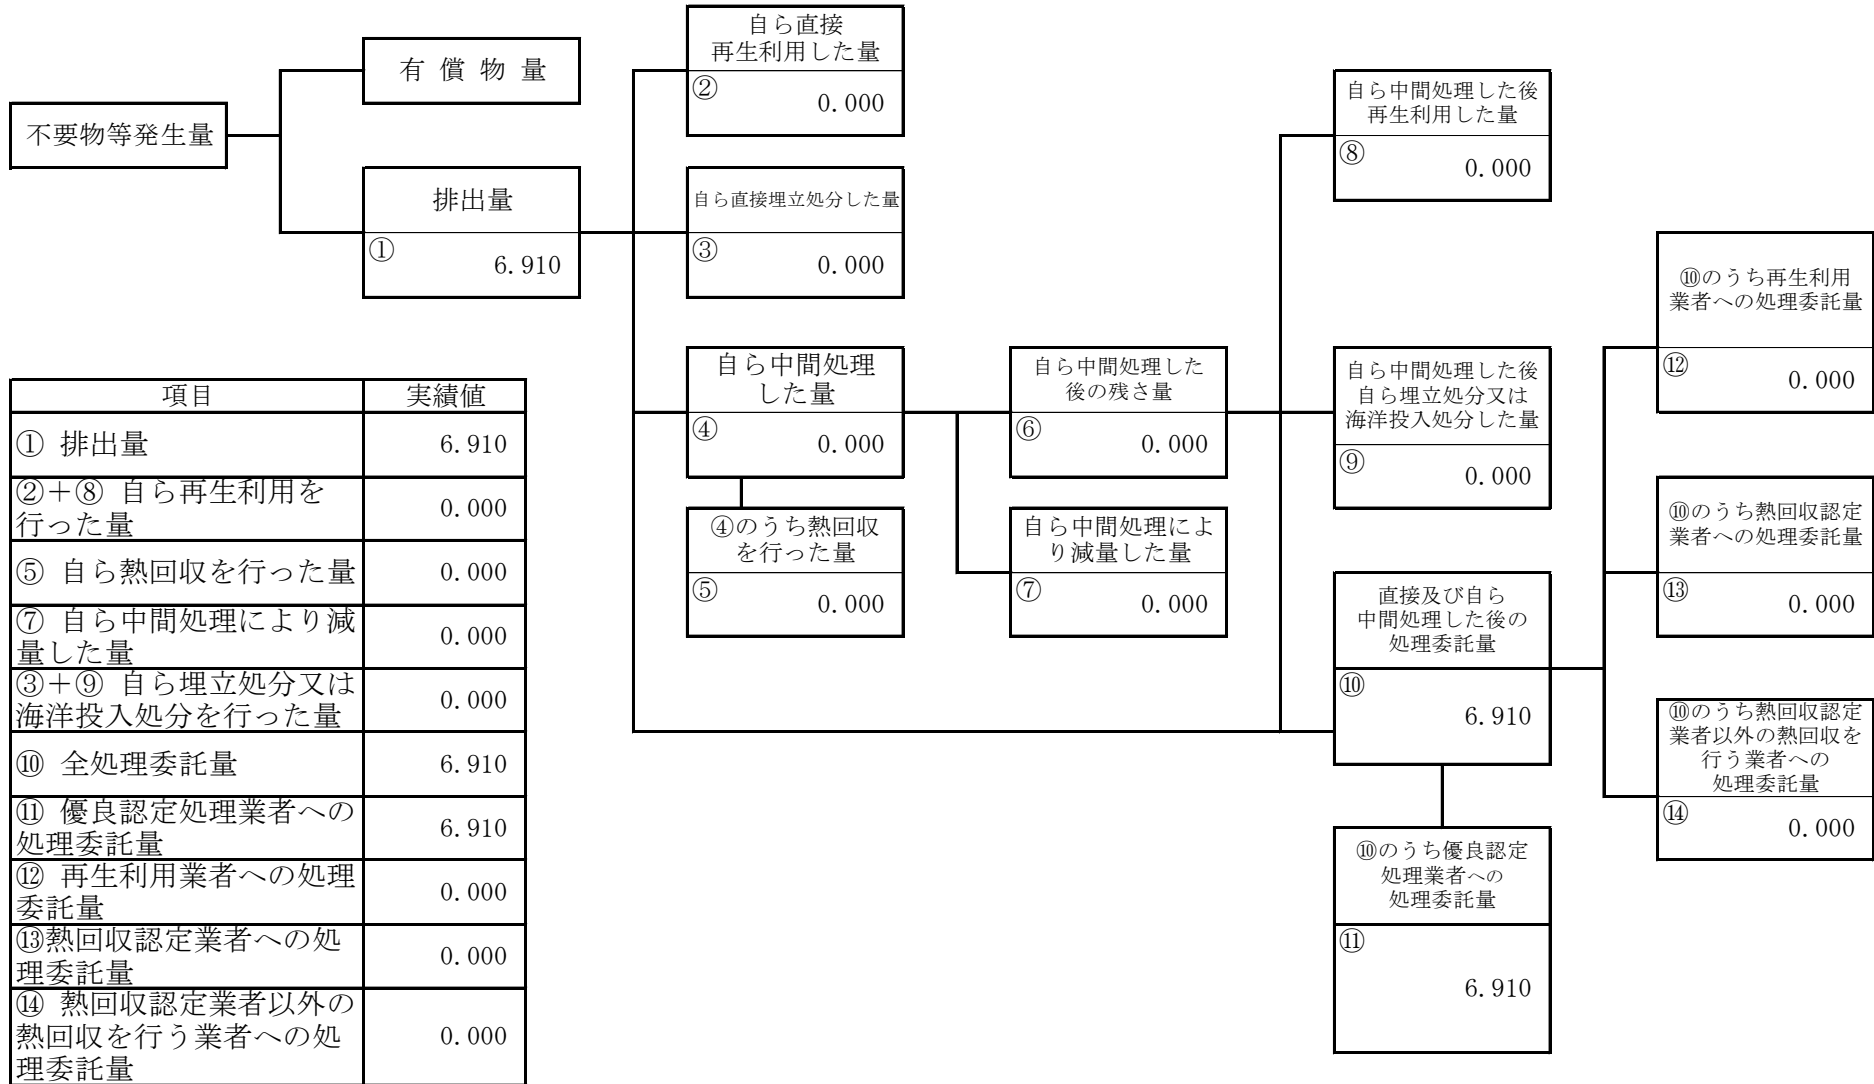 不要物等発生量
有 償 物 量
排出量
①
6.910
自ら直接
再生利用した量
②
0.000
自ら直接埋立処分した量
③
0.000
自ら中間処理
した量
④
0.000
④のうち熱回収
を行った量
⑤
0.000
自ら中間処理した
後の残さ量
⑥
0.000
自ら中間処理によ
り減量した量
⑦
0.000
自ら中間処理した後
再生利用した量
⑧
0.000
自ら中間処理した後
自ら埋立処分又は
海洋投入処分した量
⑨
0.000
直接及び自ら
中間処理した後の
処理委託量
⑩
6.910
⑩のうち優良認定
処理業者への
処理委託量
⑪
6.910
⑩のうち再生利用
業者への処理委託量
⑫
0.000
⑩のうち熱回収認定
業者への処理委託量
⑬
0.000
⑩のうち熱回収認定
業者以外の熱回収を
行う業者への
処理委託量
⑭
0.000
項目 実績値
① 排出量 6.910
②＋⑧ 自ら再生利用を
行った量 0.000
⑤ 自ら熱回収を行った量 0.000
⑦ 自ら中間処理により減
量した量 0.000
③＋⑨ 自ら埋立処分又は
海洋投入処分を行った量 0.000
⑩ 全処理委託量 6.910
⑪ 優良認定処理業者への
処理委託量 6.910
⑫ 再生利用業者への処理
委託量 0.000
⑬熱回収認定業者への処
理委託量 0.000
⑭ 熱回収認定業者以外の
熱回収を行う業者への処
理委託量 0.000